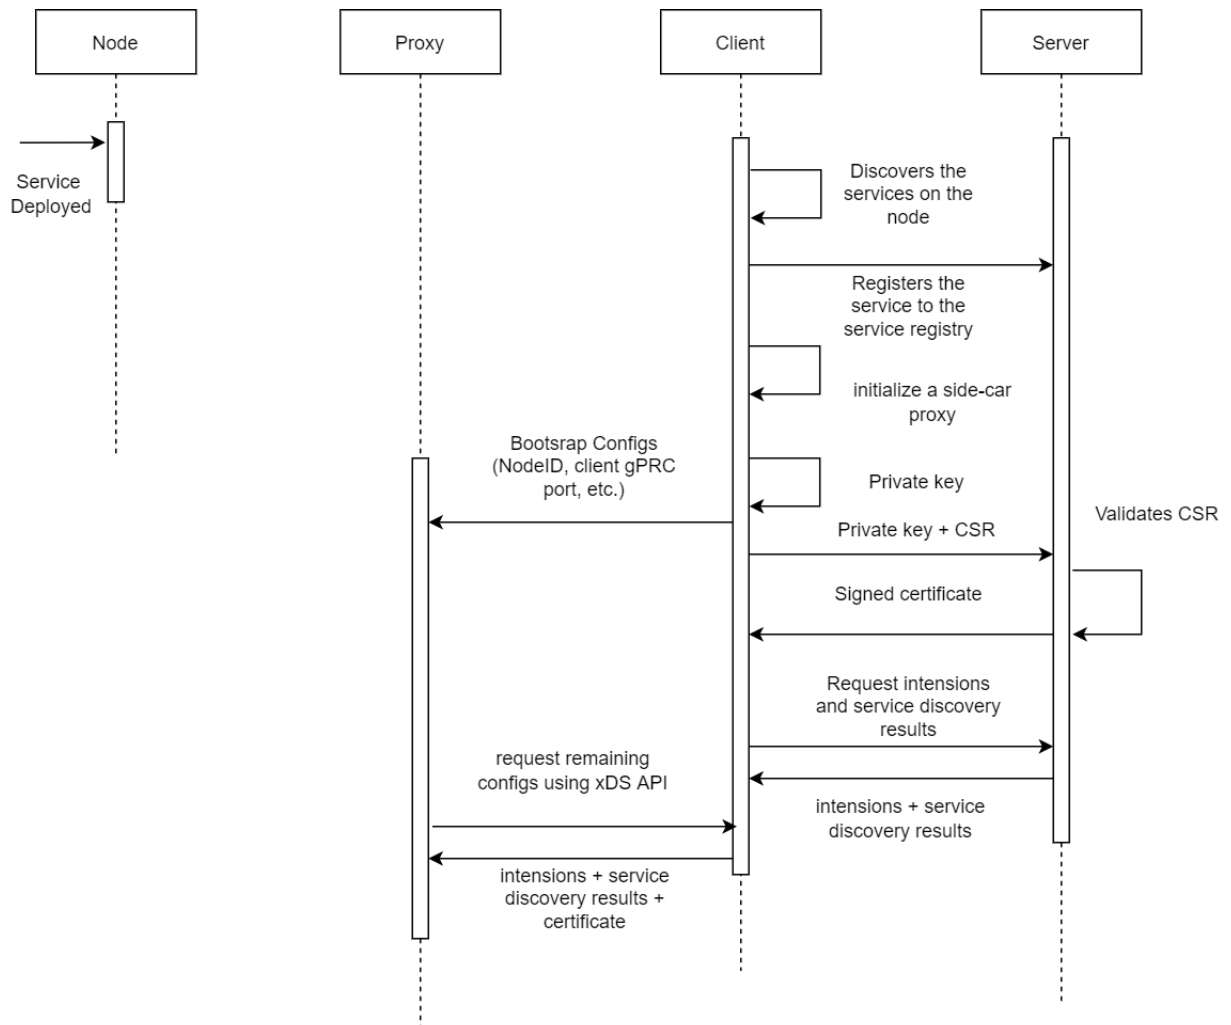 Node
Proxy
Client
Server
Service
Deployed
Discovers the
services on the
node
Registers the
service to the
service registry
initialize a side-car
proxy
Bootsrap Configs
(NodeID, client gPRC
port, etc.)
Private key
Validates CSR
Private key + CSR
Signed certificate
Request intensions
and service discovery
results
request remaining
configs using xDS API
intensions + service
discovery results
intensions + service
discovery results +
certificate